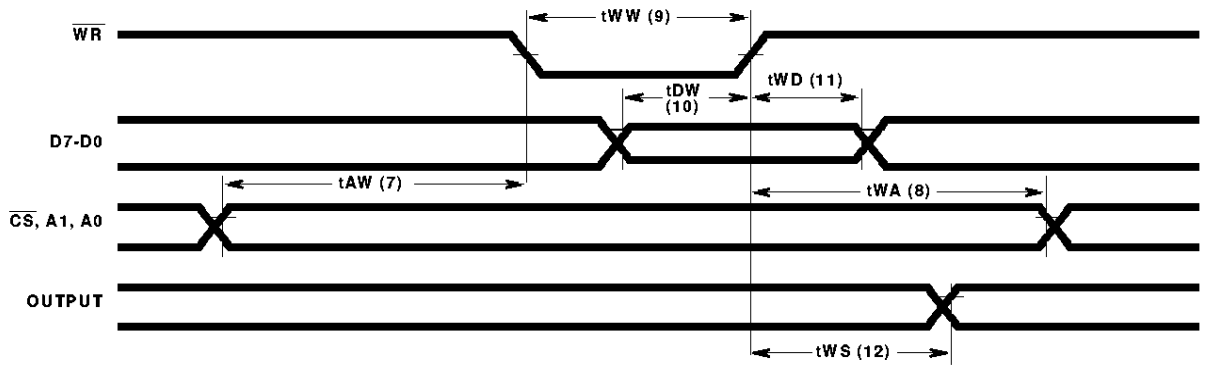 tWW (9)
WR
tDW
(10)
tWD (11)
D7-D0
tAW (7)
tWA (8)
CS, A1, A0
OUTPUT
tWS (12)